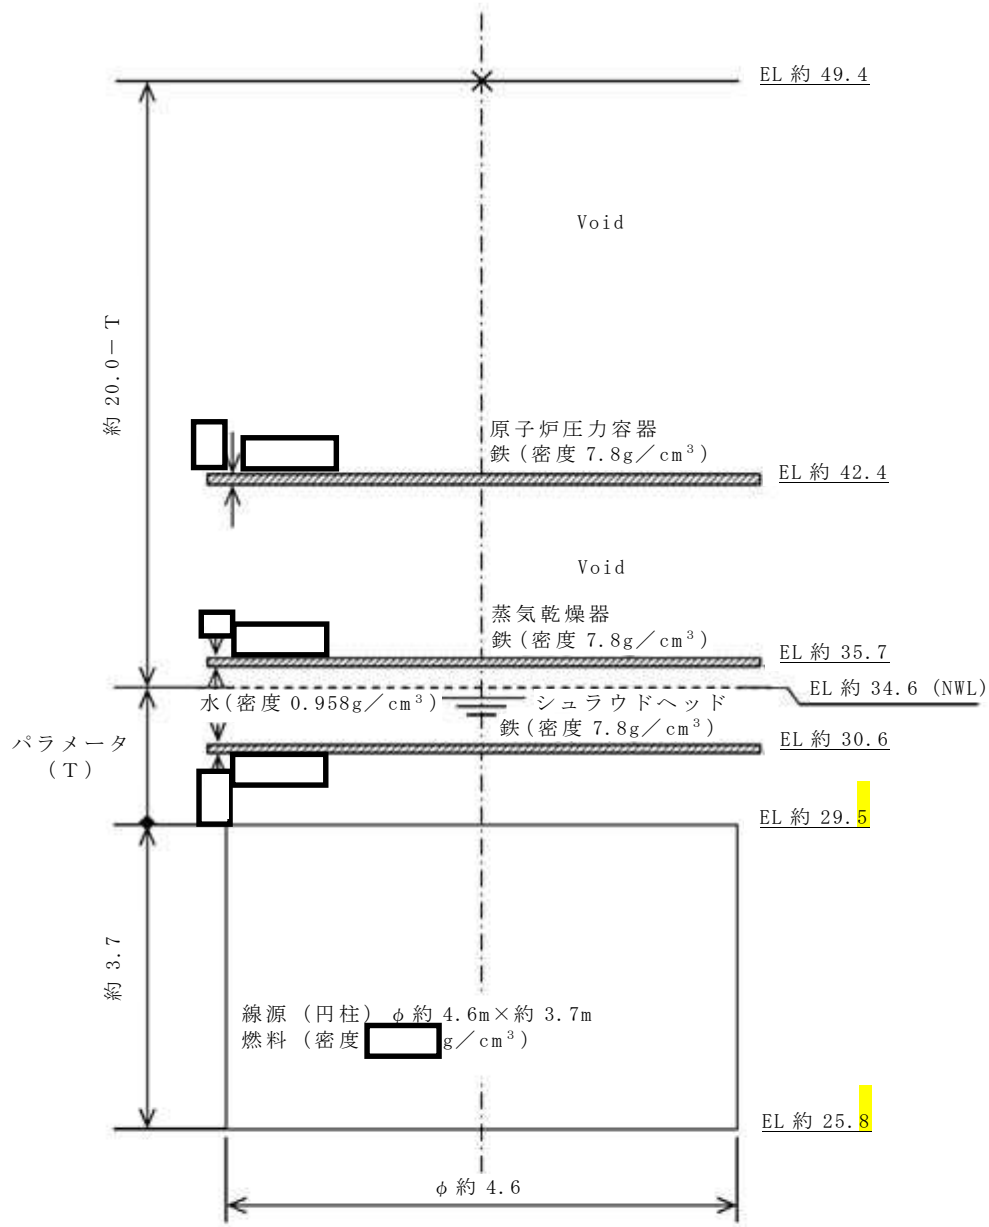 EL 約 49.4
Void
約 20.0－T
原子炉圧力容器
鉄(密度 7.8g／cm³)
EL 約 42.4
Void
蒸気乾燥器
鉄(密度 7.8g／cm³)
EL 約 35.7
EL 約 34.6 (NWL)
水(密度 0.958g／cm³)
シュラウドヘッド
鉄(密度 7.8g／cm³)
EL 約 30.6
パラメータ
(T)
EL 約 29.5
約 3.7
線源 (円柱) φ約 4.6m×約 3.7m
燃料 (密度 g／cm³)
EL 約 25.8
φ約 4.6